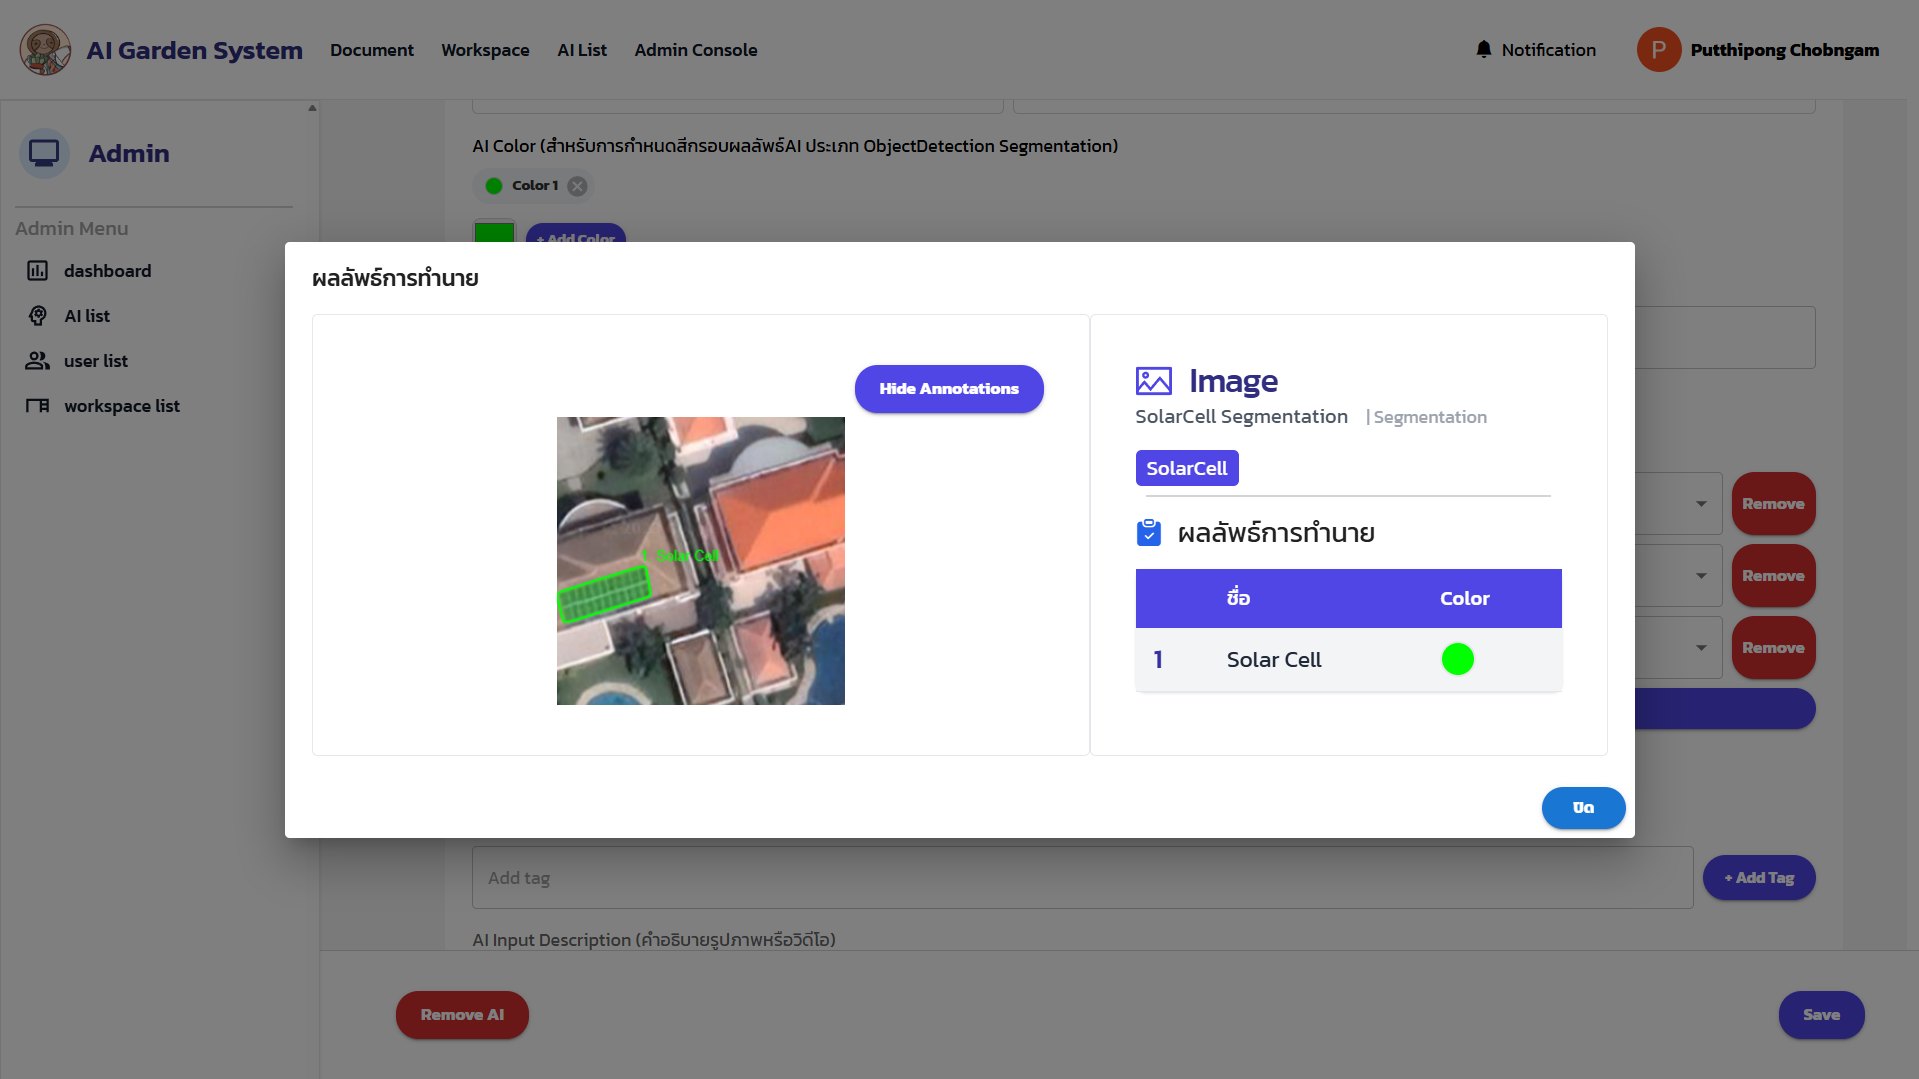 AI Garden System
Document
Workspace
AI List
Admin Console
Notification
P
Putthipong Chobngam
Admin
Admin Menu
dashboard
AI list
user list
workspace list
AI Color (สำหรับการกำหนดสีกรอบผลลัพธ์AI ประเภท ObjectDetection Segmentation)
Color 1
+ Add Color
ผลลัพธ์การทำนาย
Hide Annotations
1. Solar Cell
Image
SolarCell Segmentation | Segmentation
SolarCell
ผลลัพธ์การทำนาย
ชื่อ Color
1 Solar Cell
ปิด
Remove
Remove
Remove
Add tag
+ Add Tag
AI Input Description (คำอธิบายรูปภาพหรือวิดีโอ)
Remove AI
Save